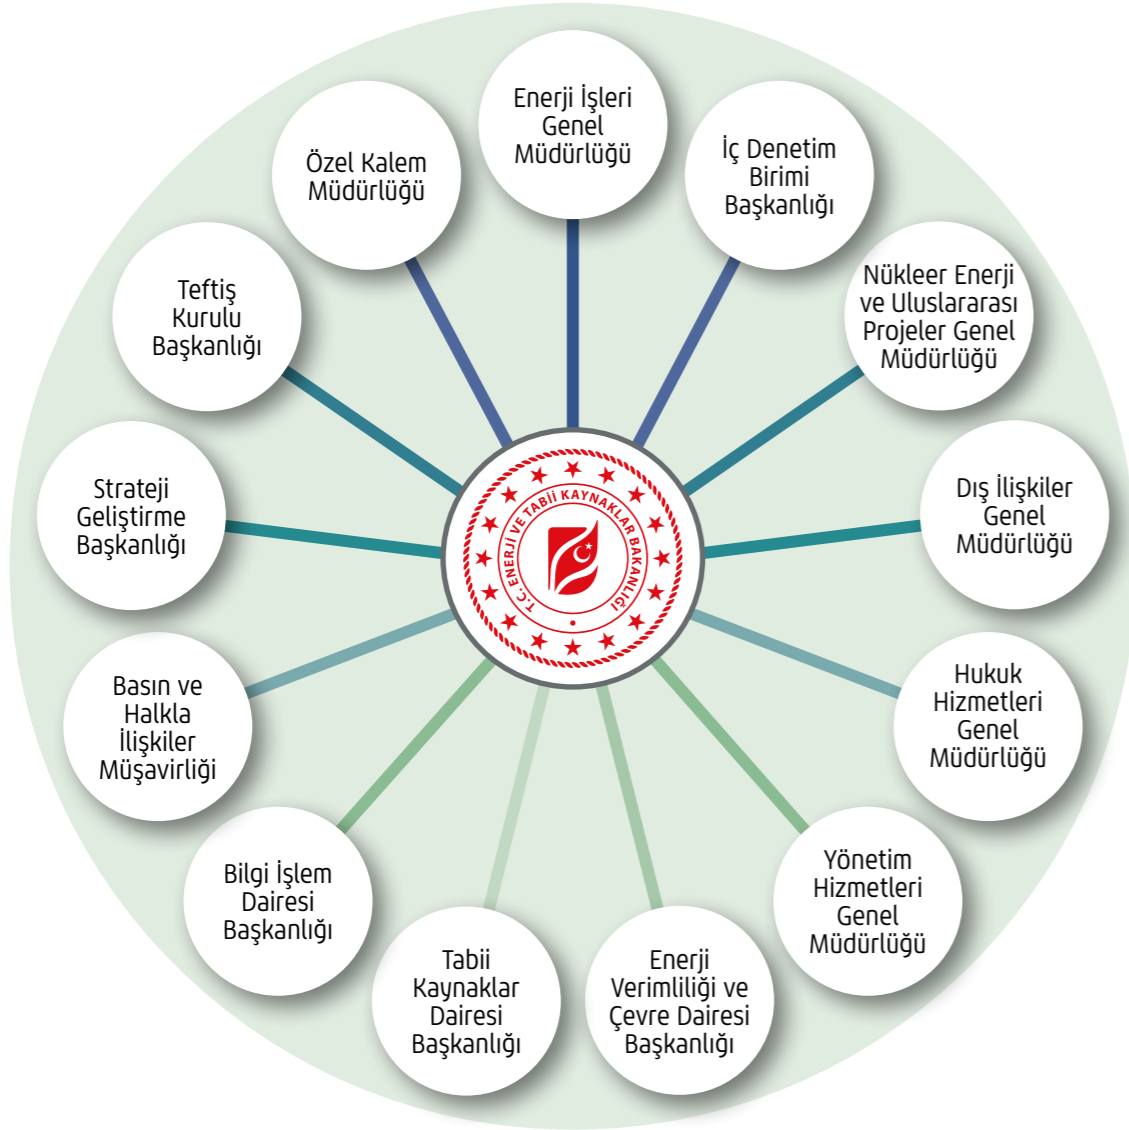 Enerji İşleri
Genel
Müdürlüğü
İç Denetim
Birimi
Başkanlığı
Nükleer Enerji
ve Uluslararası
Projeler Genel
Müdürlüğü
Dış İlişkiler
Genel
Müdürlüğü
Hukuk
Hizmetleri
Genel
Müdürlüğü
Yönetim
Hizmetleri
Genel
Müdürlüğü
Enerji
Verimliliği ve
Çevre Dairesi
Başkanlığı
Tabii
Kaynaklar
Dairesi
Başkanlığı
Bilgi İşlem
Dairesi
Başkanlığı
Basın ve
Halkla
İlişkiler
Müşavirliği
Strateji
Geliştirme
Başkanlığı
Teftiş
Kurulu
Başkanlığı
Özel Kalem
Müdürlüğü
T.C. ENERJİ VE TABİİ KAYNAKLAR BAKANLIĞI